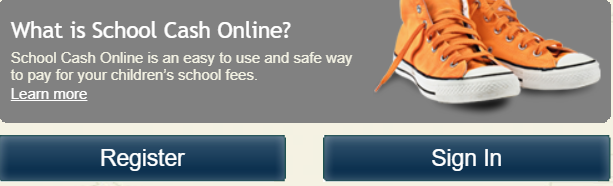 What is School Cash Online?
School Cash Online is an easy to use and safe way
to pay for your children's school fees.
Learn more
Register
Sign In